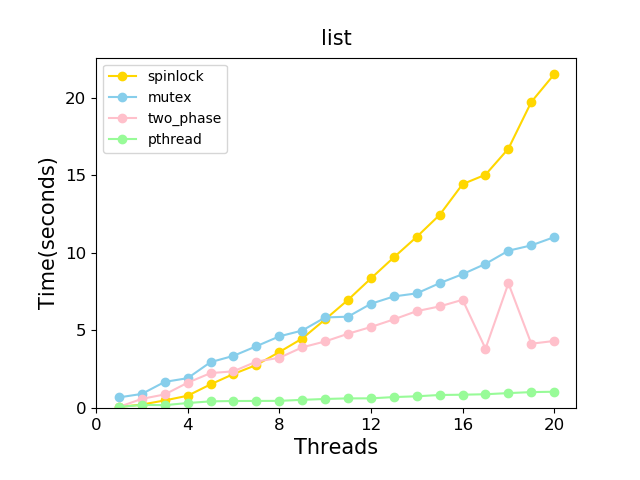 list
spinlock
mutex
two_phase
pthread
Time(seconds)
20
15
10
5
0
0 4 8 12 16 20
Threads